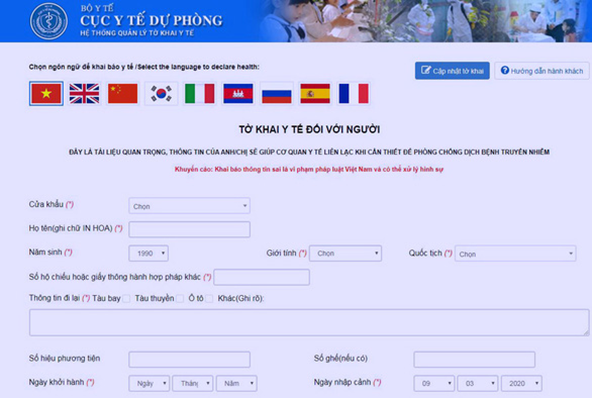 BỘ Y TẾ
CỤC Y TẾ DỰ PHÒNG
HỆ THỐNG QUẢN LÝ TỜ KHAI Y TẾ
Chọn ngôn ngữ để khai báo y tế /Select the language to declare health:
Cập nhật tờ khai
Hướng dẫn hành khách
TỜ KHAI Y TẾ ĐỐI VỚI NGƯỜI
ĐÂY LÀ TÀI LIỆU QUAN TRỌNG, THÔNG TIN CỦA ANH/CHỊ SẼ GIÚP CƠ QUAN Y TẾ LIÊN LẠC KHI CẦN THIẾT ĐỂ PHÒNG CHỐNG DỊCH BỆNH TRUYỀN NHIỄM
Khuyến cáo: Khai báo thông tin sai là vi phạm pháp luật Việt Nam và có thể xử lý hình sự
Cửa khẩu (*) Chọn
Họ tên(ghi chữ IN HOA) (*)
Năm sinh (*) 1990 Giới tính (*) Chọn Quốc tịch (*) Chọn
Số hộ chiếu hoặc giấy thông hành hợp pháp khác (*)
Thông tin đi lại (*) Tàu bay Tàu thuyền Ô tô Khác(Ghi rõ):
Số hiệu phương tiện Số ghế(nếu có)
Ngày khởi hành (*) Ngày Tháng Năm Ngày nhập cảnh (*) 09 03 2020